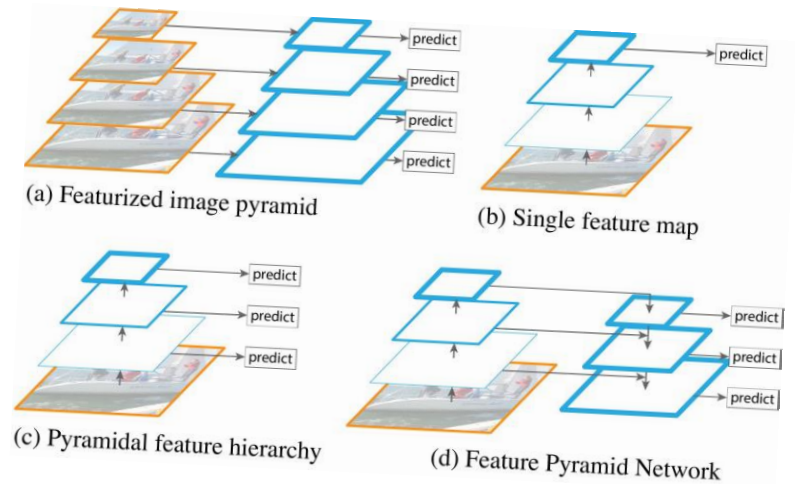 predict
predict
predict
predict
predict
(a) Featurized image pyramid
(b) Single feature map
predict
predict
predict
predict
predict
predict
(c) Pyramidal feature hierarchy
(d) Feature Pyramid Network